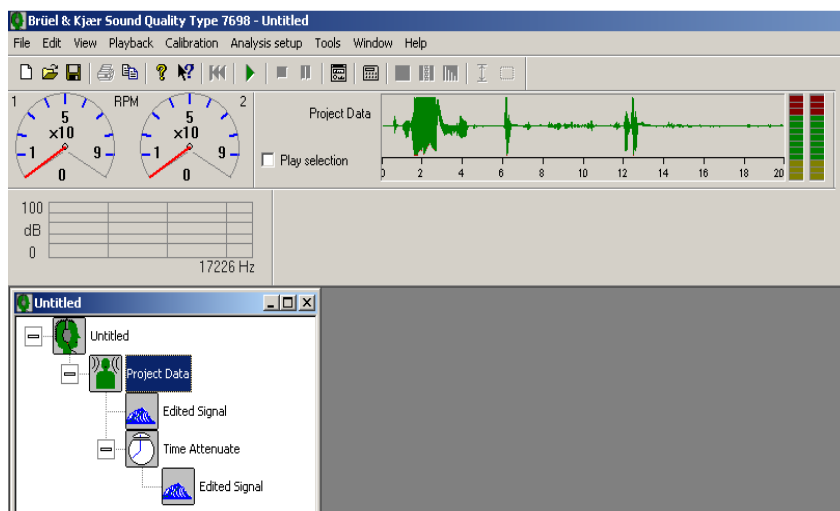 Brüel & Kjær Sound Quality Type 7698 - Untitled
File Edit View Playback Calibration Analysis setup Tools Window Help
1 RPM 2
5 5
x10 x10
1 9 1 9
0 0
Project Data
Play selection
0 2 4 6 8 10 12 14 16 18 20
100
dB
0
17226 Hz
Untitled
Untitled
Project Data
Edited Signal
Time Attenuate
Edited Signal